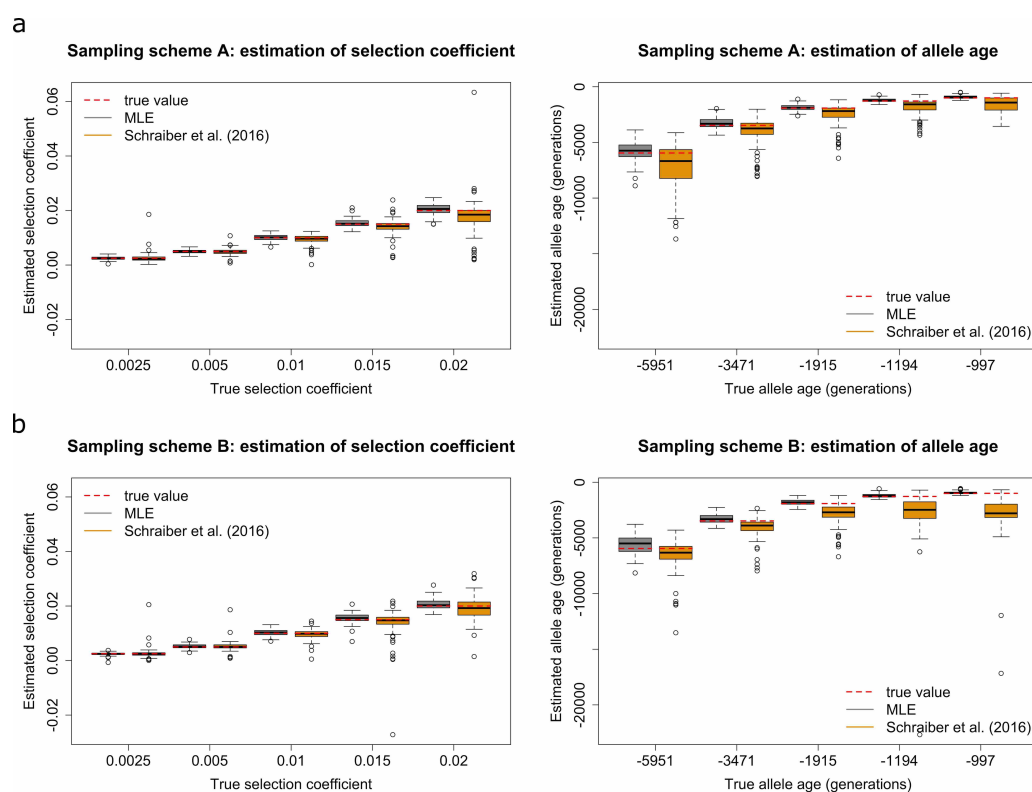 a
Sampling scheme A: estimation of selection coefficient
Estimated selection coefficient
0.06
0.04
0.02
0.00
-0.02
true value
MLE
Schraiber et al. (2016)
0.0025 0.005 0.01 0.015 0.02
True selection coefficient
Sampling scheme A: estimation of allele age
Estimated allele age (generations)
0
-5000
-10000
-20000
true value
MLE
Schraiber et al. (2016)
-5951 -3471 -1915 -1194 -997
True allele age (generations)
b
Sampling scheme B: estimation of selection coefficient
Estimated selection coefficient
0.06
0.04
0.02
0.00
-0.02
true value
MLE
Schraiber et al. (2016)
0.0025 0.005 0.01 0.015 0.02
True selection coefficient
Sampling scheme B: estimation of allele age
Estimated allele age (generations)
0
-5000
-10000
-20000
true value
MLE
Schraiber et al. (2016)
-5951 -3471 -1915 -1194 -997
True allele age (generations)